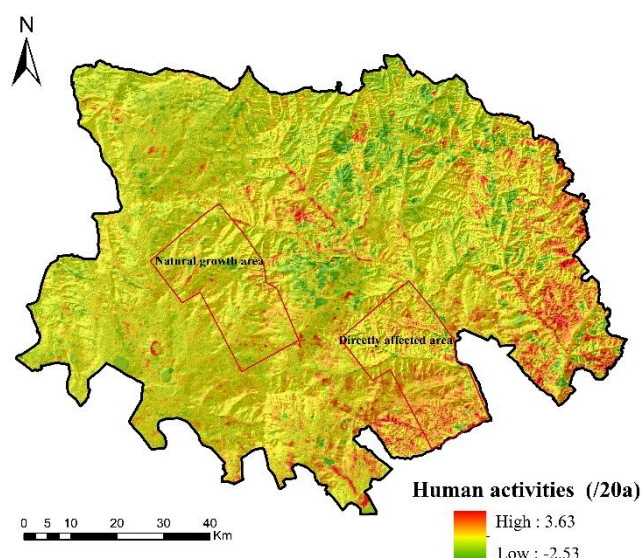 N
Natural growth area
Dircetly affected area
Human activities (/20a)
High : 3.63
Low : -2.53
0 5 10 20 30 40
Km